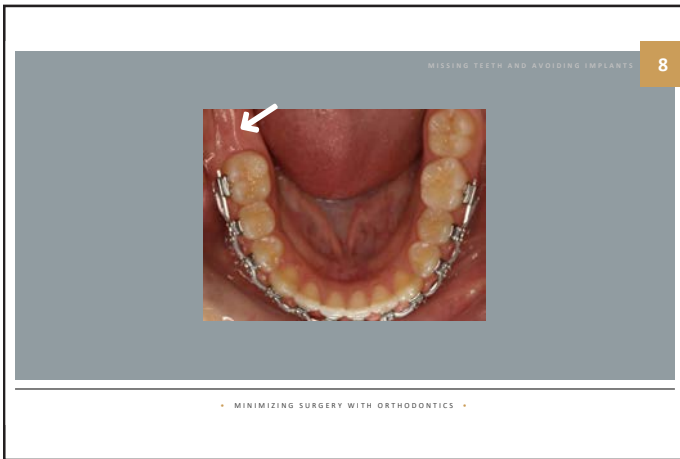 MISSING TEETH AND AVOIDING IMPLANTS
8
• MINIMIZING SURGERY WITH ORTHODONTICS •